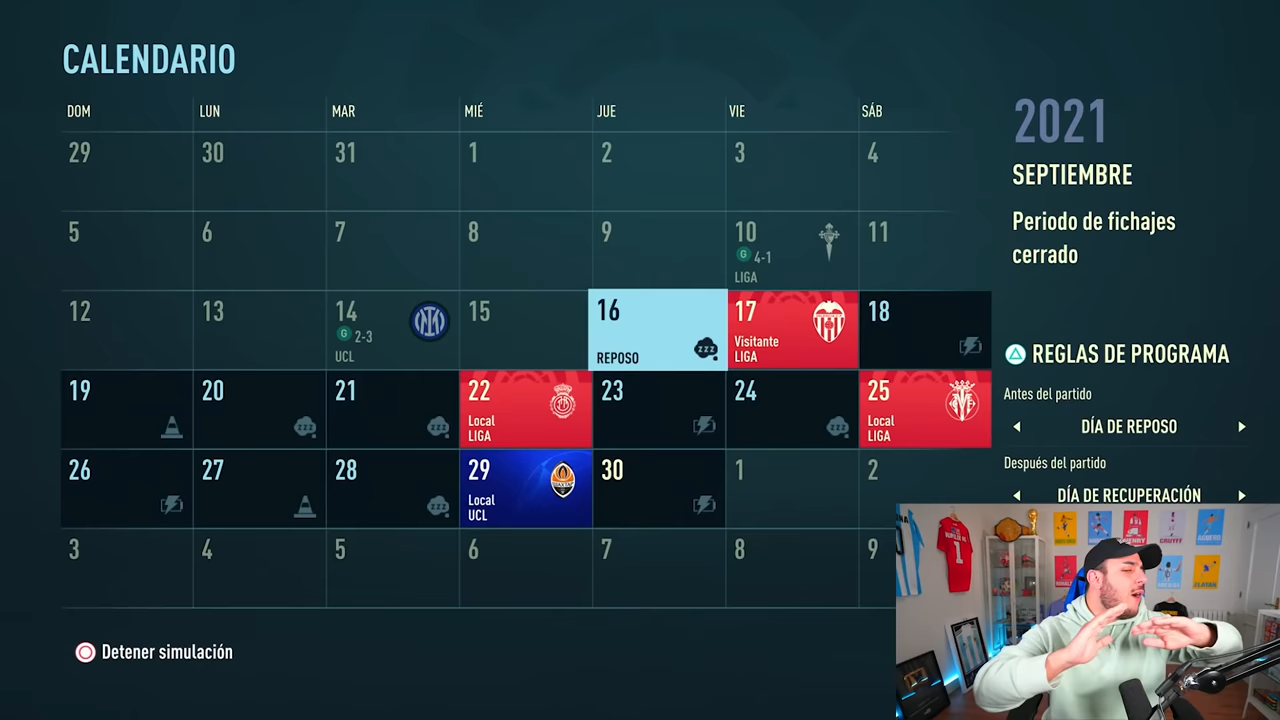 CALENDARIO
DOM LUN MAR MIÉ JUE VIE SÁB
29 30 31 1 2 3 4
5 6 7 8 9 10 11
G 4-1
LIGA
12 13 14 15 16 17 18
G 2-3
UCL
REPOSO
Visitante
LIGA
19 20 21 22 23 24 25
Local
LIGA
Local
LIGA
26 27 28 29 30 1 2
Local
UCL
3 4 5 6 7 8 9
Detener simulación
2021
SEPTIEMBRE
Periodo de fichajes
cerrado
REGLAS DE PROGRAMA
Antes del partido
DÍA DE REPOSO
Después del partido
DÍA DE RECUPERACIÓN